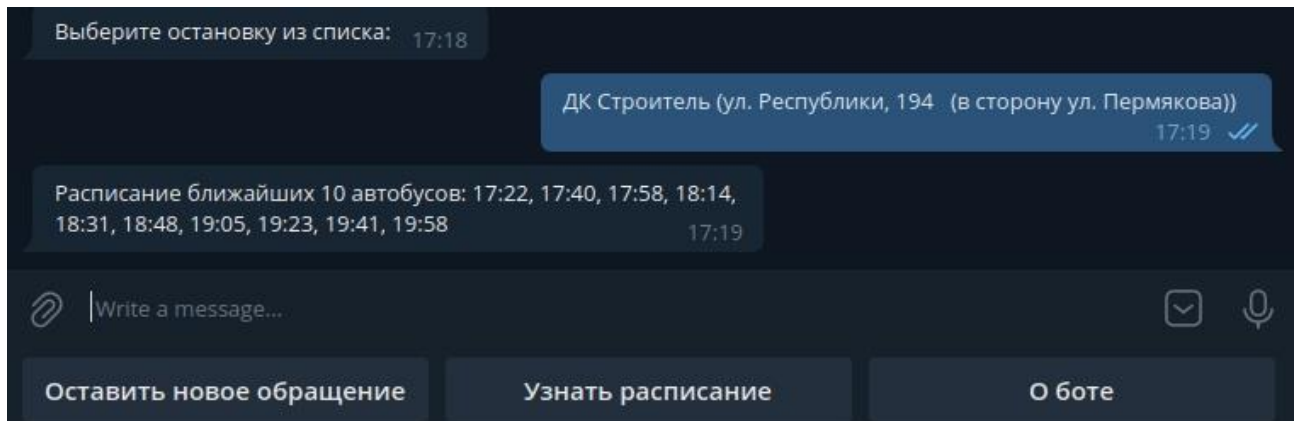 Выберите остановку из списка: 17:18
ДК Строитель (ул. Республики, 194 (в сторону ул. Пермякова))
17:19
Расписание ближайших 10 автобусов: 17:22, 17:40, 17:58, 18:14,
18:31, 18:48, 19:05, 19:23, 19:41, 19:58
17:19
Write a message...
Оставить новое обращение
Узнать расписание
О боте